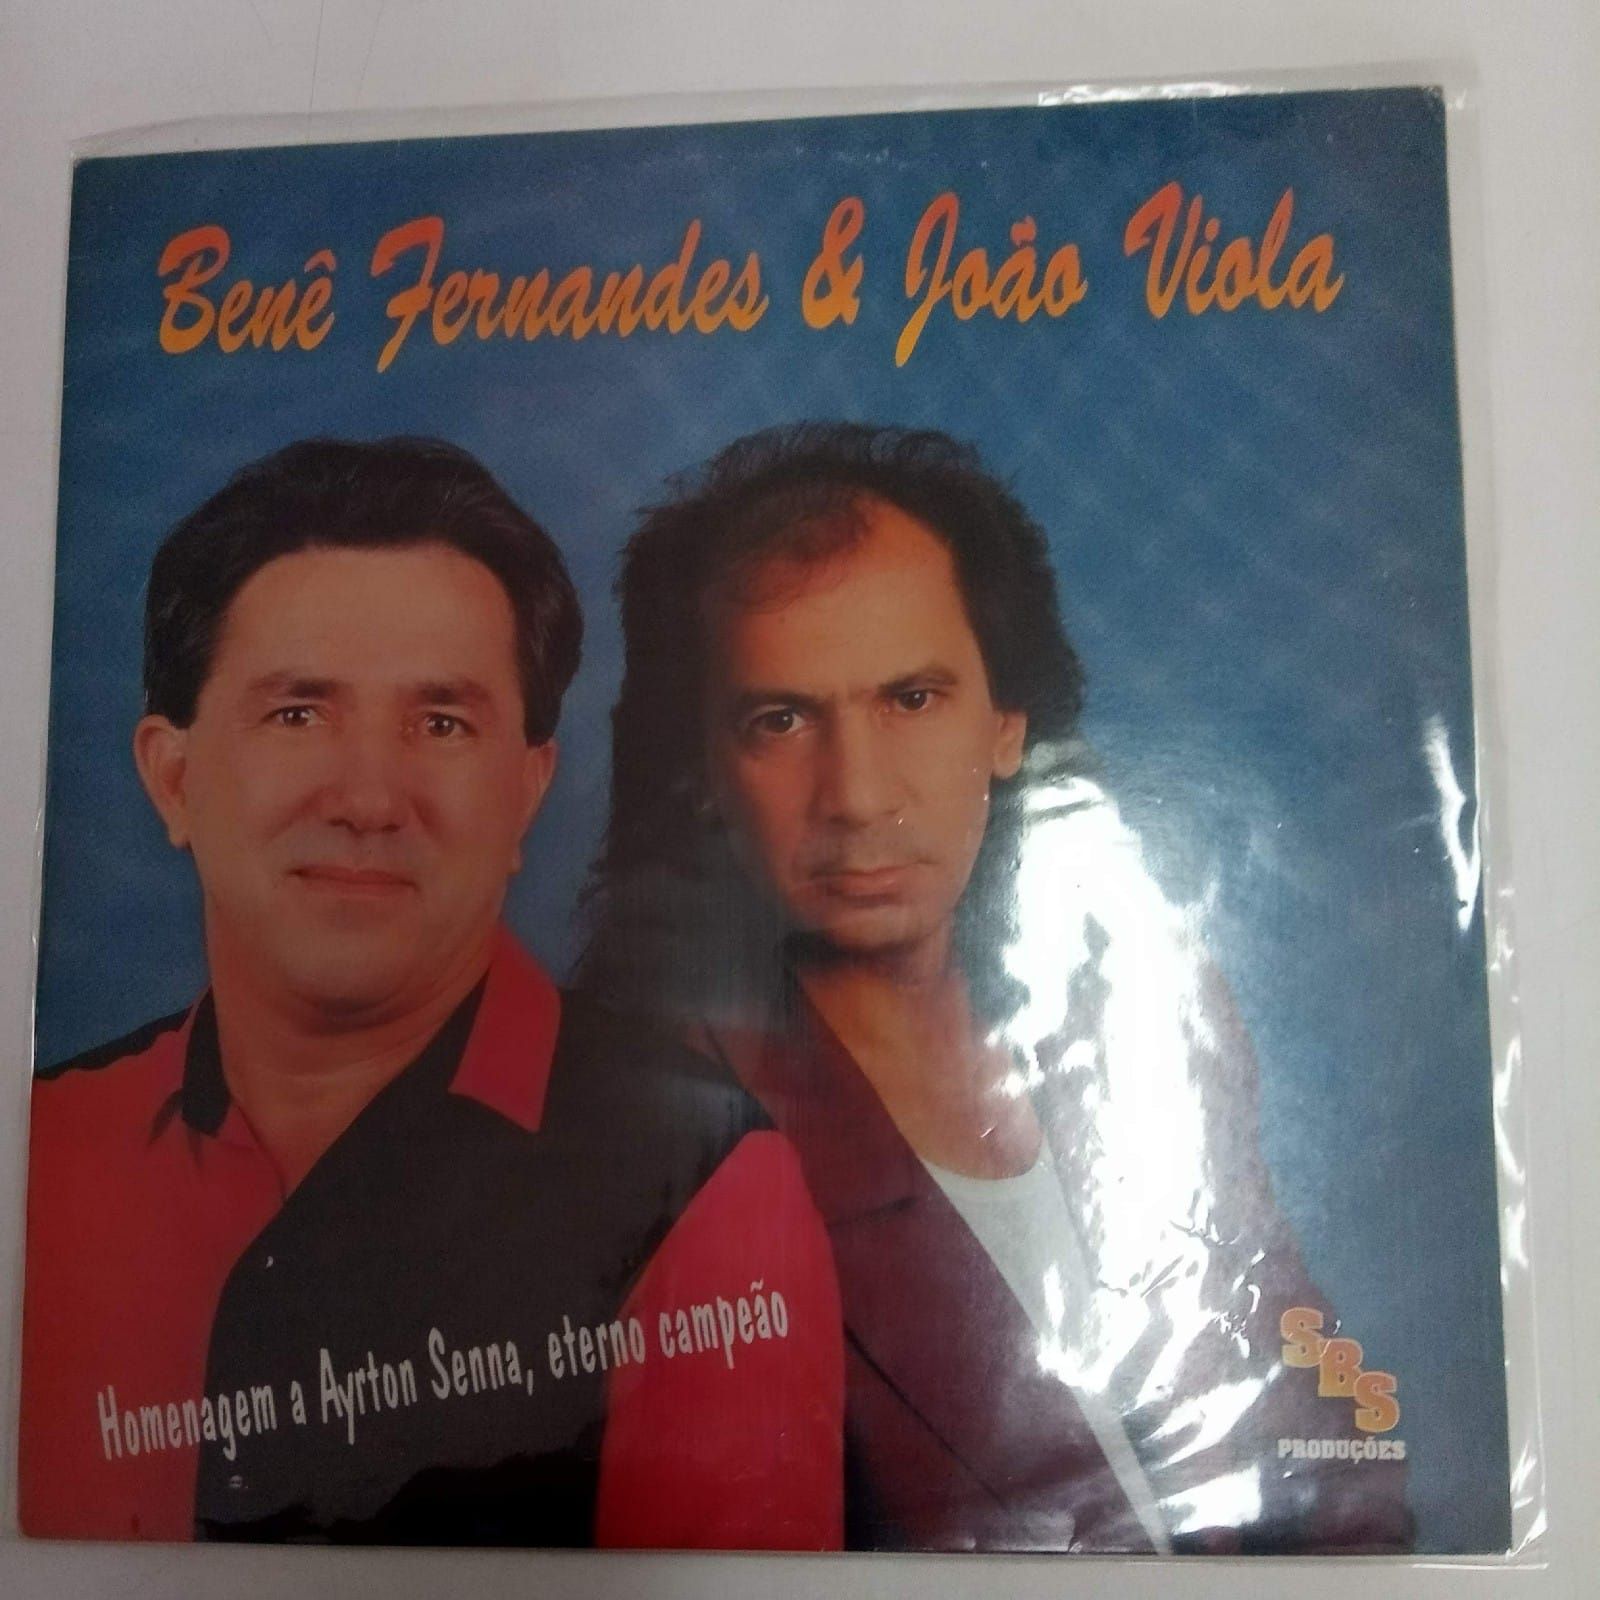 Benê Fernandes & João Viola
Homenagem a Ayrton Senna, eterno campeão
SBS
PRODUÇÕES